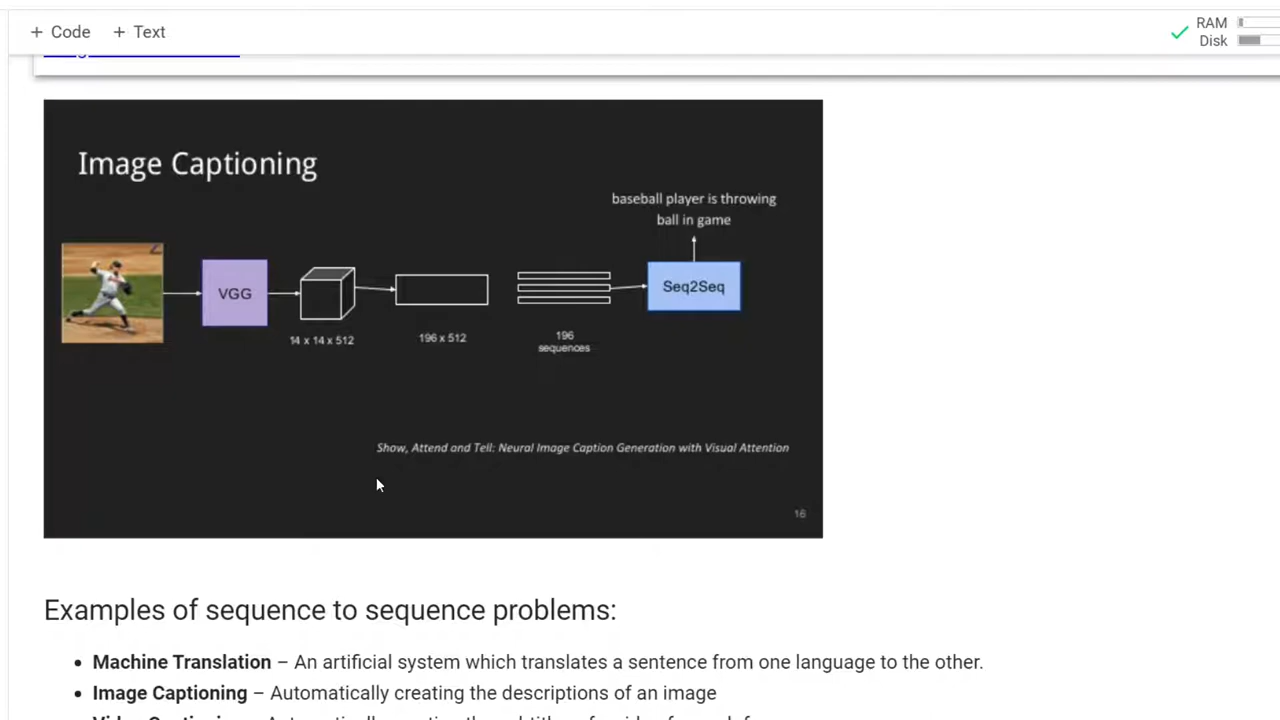 + Code + Text
RAM
Disk
Image Captioning
baseball player is throwing
ball in game
VGG
Seq2Seq
14 x 14 x 512
196 x 512
196
sequences
Show, Attend and Tell: Neural Image Caption Generation with Visual Attention
16
Examples of sequence to sequence problems:
• Machine Translation – An artificial system which translates a sentence from one language to the other.
• Image Captioning – Automatically creating the descriptions of an image